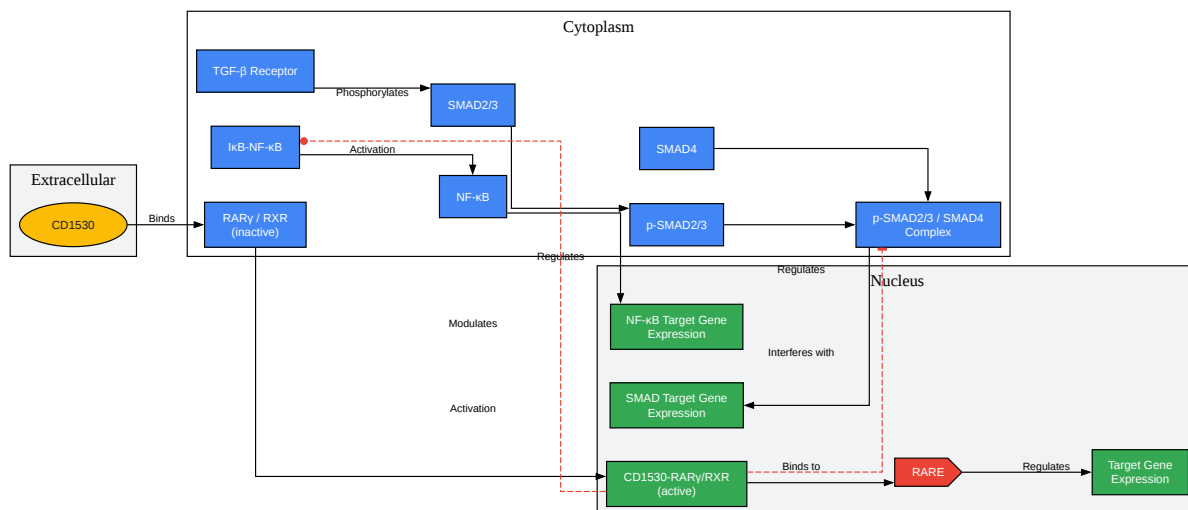 Cytoplasm
TGF-β Receptor
Phosphorylates
SMAD2/3
IκB-NF-κB
Activation
SMAD4
Extracellular
CD1530
Binds
RARγ / RXR
(inactive)
NF-κB
p-SMAD2/3
p-SMAD2/3 / SMAD4
Complex
Regulates
Regulates
Nucleus
NF-κB Target Gene
Expression
Modulates
Interferes with
SMAD Target Gene
Expression
Activation
CD1530-RARγ/RXR
(active)
Binds to
RARE
Regulates
Target Gene
Expression